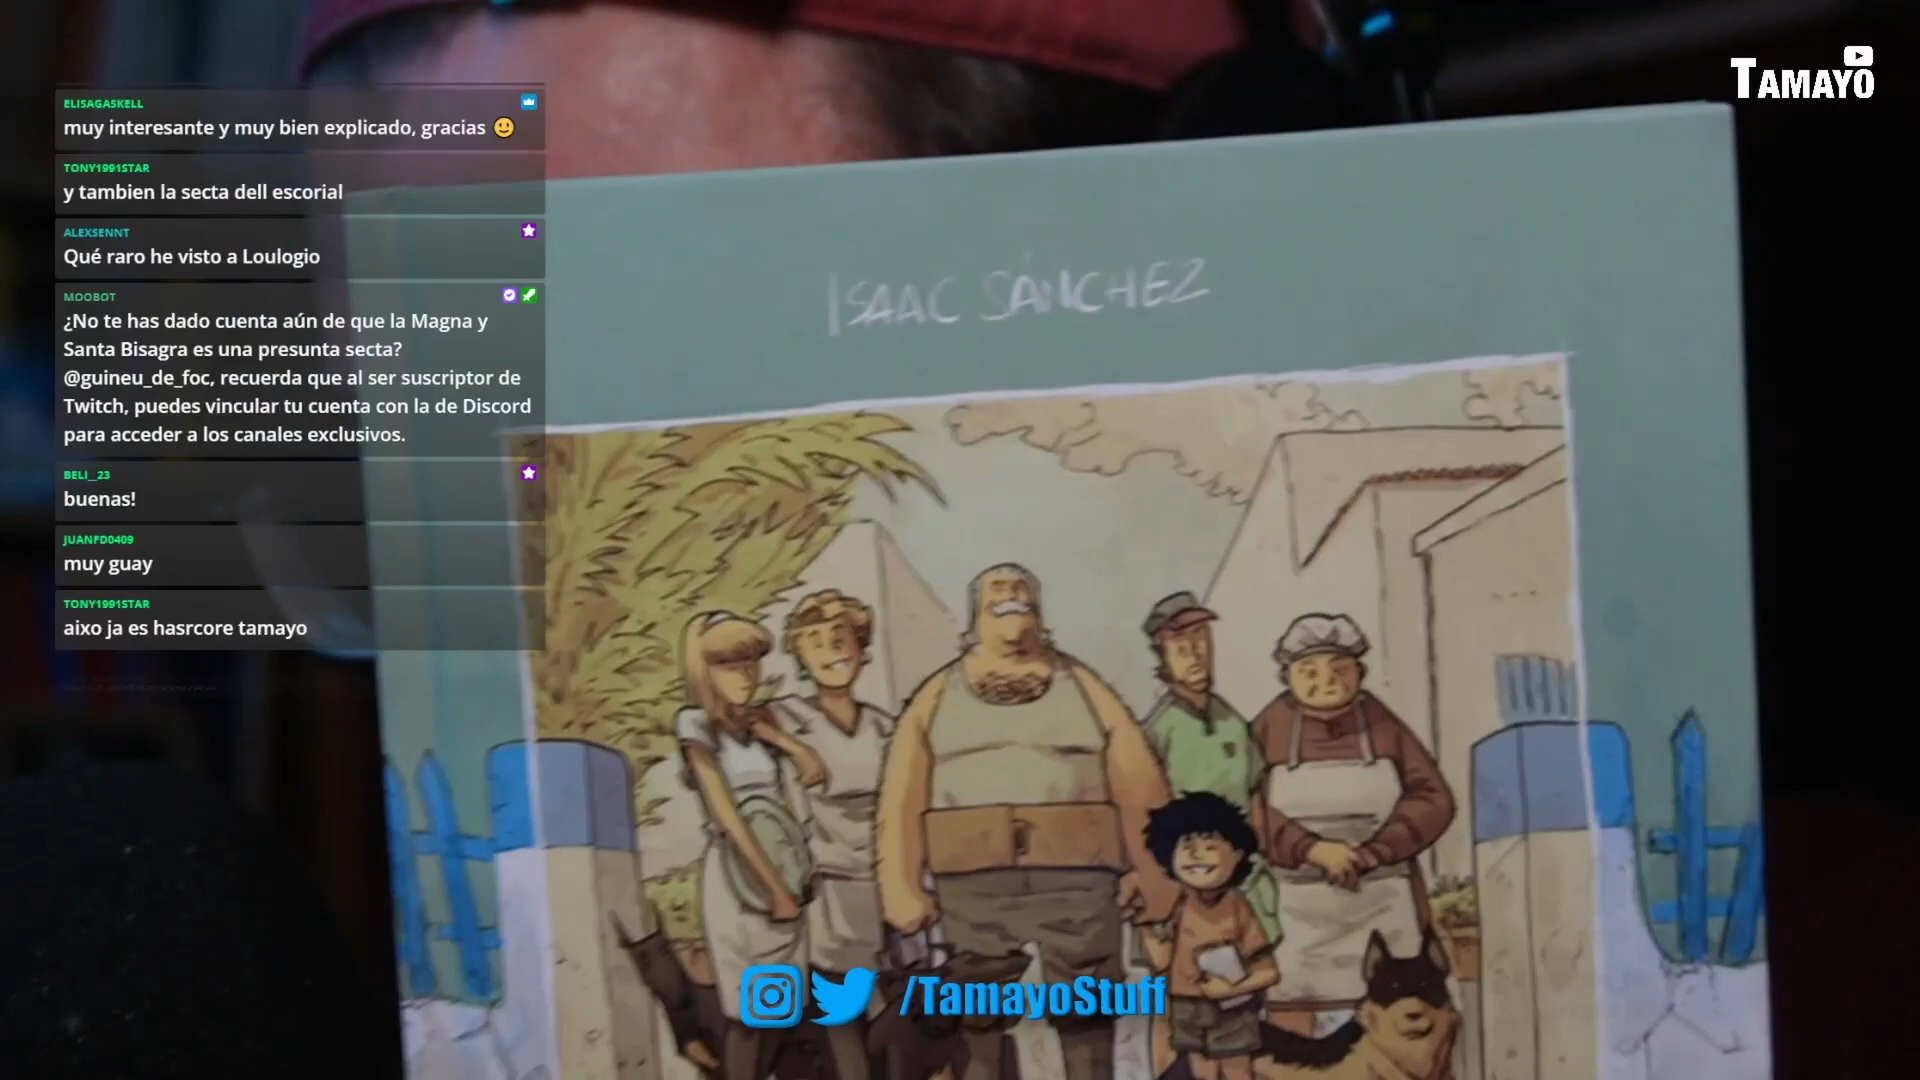 TAMAYO
ELISAGASKELL
muy interesante y muy bien explicado, gracias
TONY1991STAR
y tambien la secta dell escorial
ALEXSENNT
Qué raro he visto a Loulogio
MOOBOT
¿No te has dado cuenta aún de que la Magna y
Santa Bisagra es una presunta secta?
@guineu_de_foc, recuerda que al ser suscriptor de
Twitch, puedes vincular tu cuenta con la de Discord
para acceder a los canales exclusivos.
BELI__23
buenas!
JUANFD0409
muy guay
TONY1991STAR
aixo ja es hasrcore tamayo
ISAAC SÁNCHEZ
/TamayoStuff